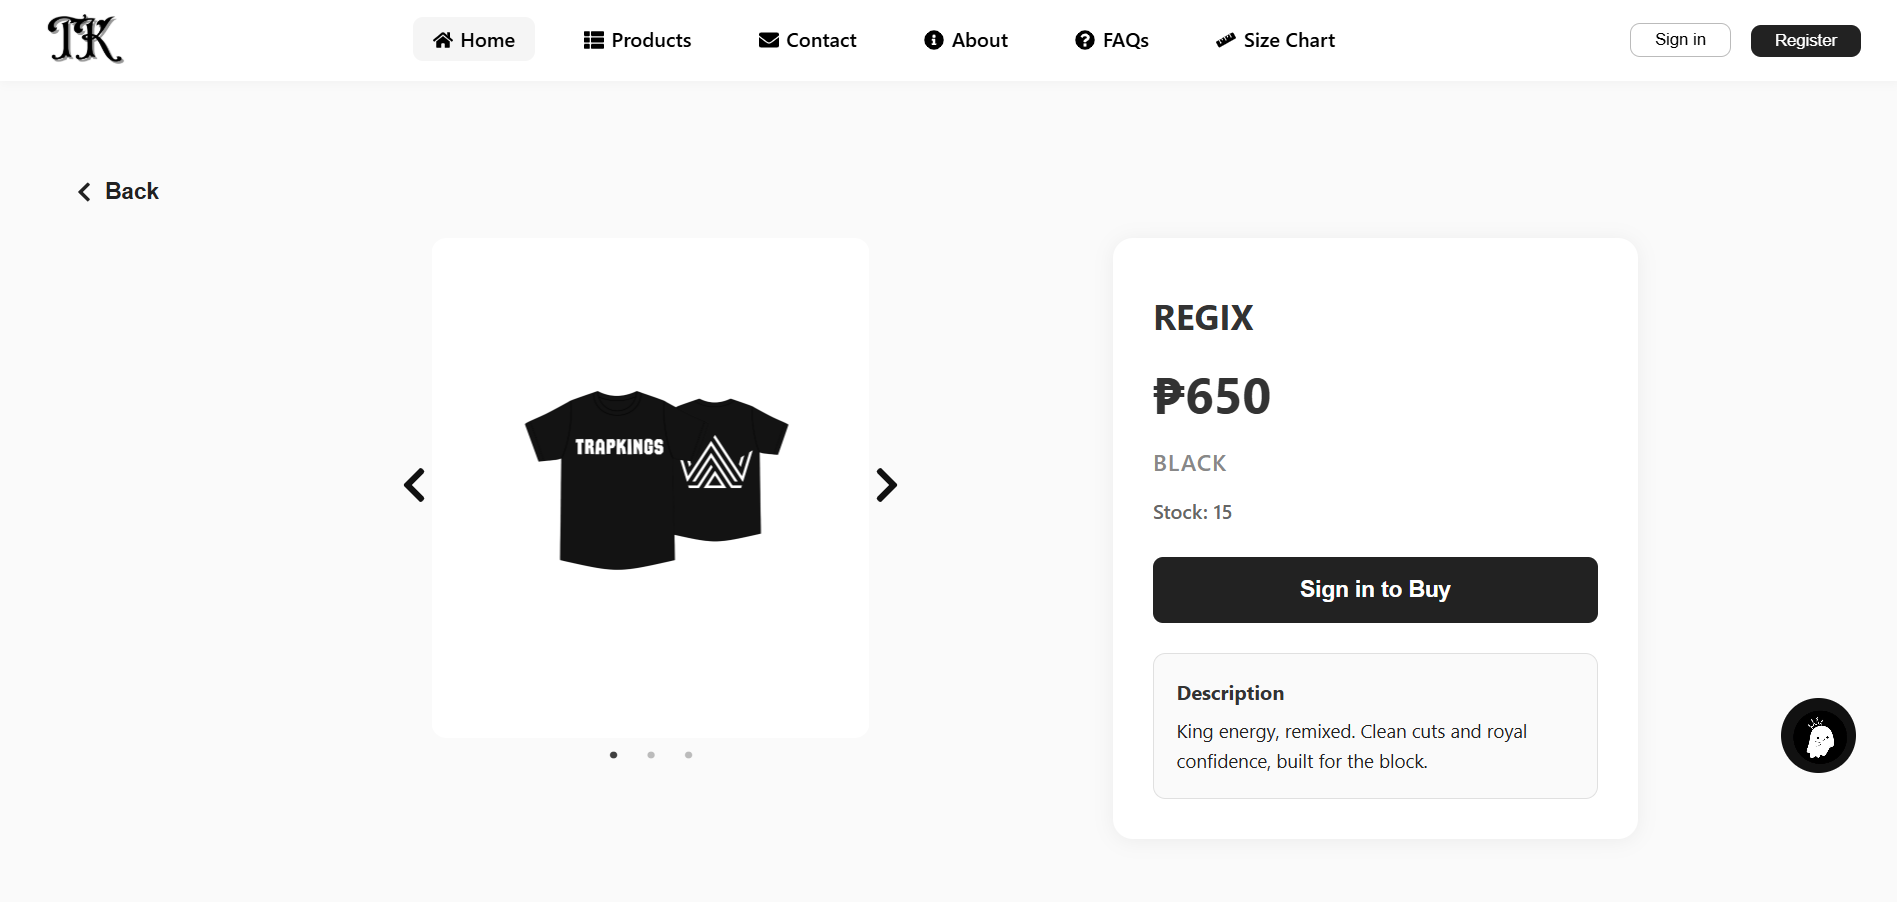 TK
Home
Products
Contact
About
FAQs
Size Chart
Sign in
Register
Back
TRAPKINGS
REGIX
₱650
BLACK
Stock: 15
Sign in to Buy
Description
King energy, remixed. Clean cuts and royal
confidence, built for the block.